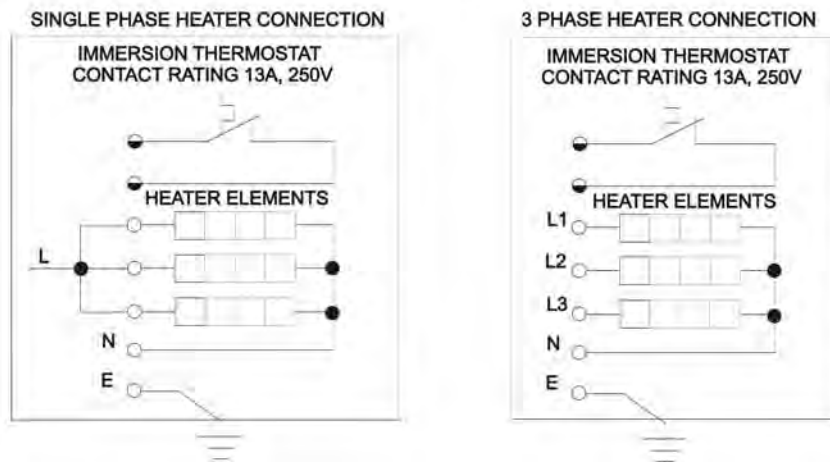 SINGLE PHASE HEATER CONNECTION
IMMERSION THERMOSTAT
CONTACT RATING 13A, 250V
HEATER ELEMENTS
L
N
E
3 PHASE HEATER CONNECTION
IMMERSION THERMOSTAT
CONTACT RATING 13A, 250V
HEATER ELEMENTS
L1
L2
L3
N
E